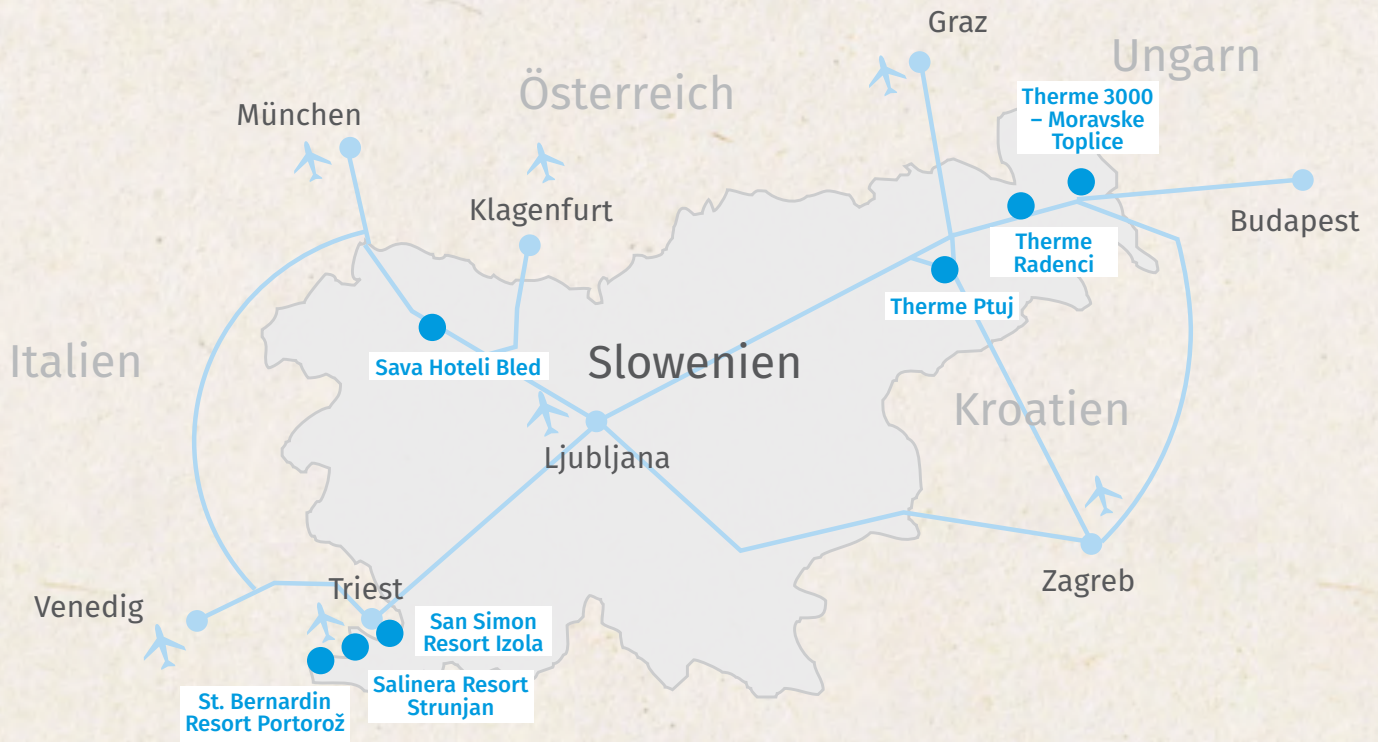 Graz
Ungarn
Österreich
Therme 3000
– Moravske
Toplice
München
Klagenfurt
Budapest
Therme
Radenci
Therme Ptuj
Italien
Sava Hoteli Bled
Slowenien
Kroatien
Ljubljana
Zagreb
Triest
Venedig
San Simon
Resort Izola
Salinera Resort
Strunjan
St. Bernardin
Resort Portorož